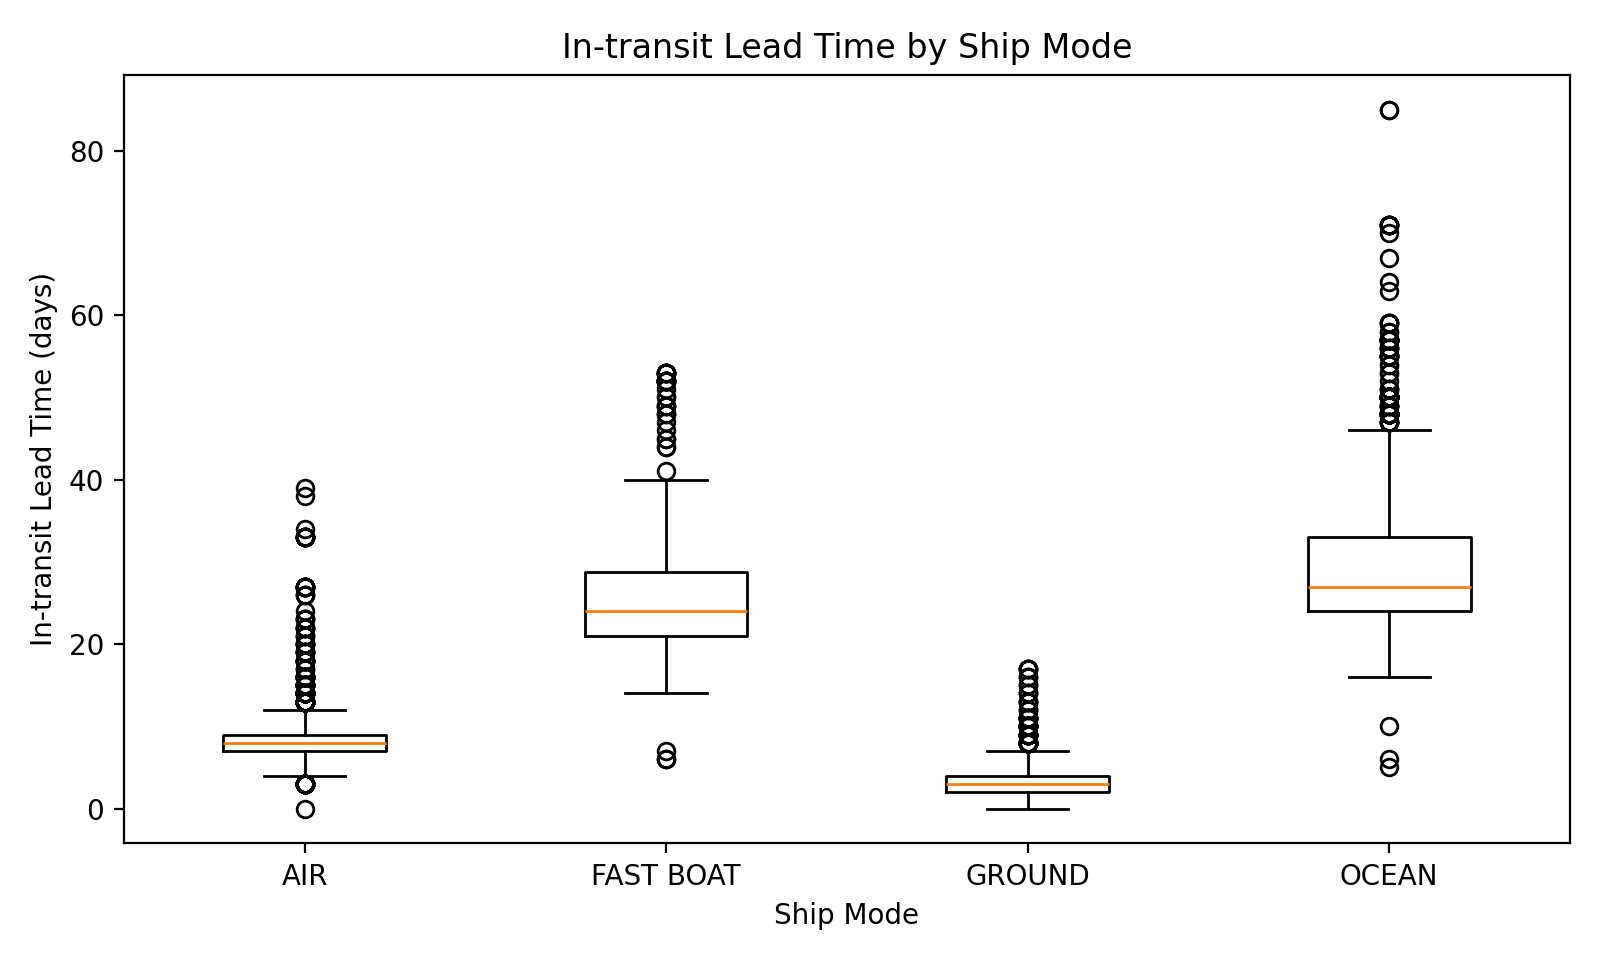 In-transit Lead Time by Ship Mode
In-transit Lead Time (days)
80
60
40
20
0
AIR FAST BOAT GROUND OCEAN
Ship Mode